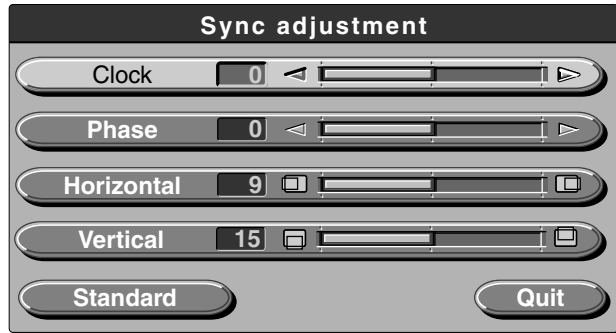 Sync adjustment
Clock 0
Phase 0
Horizontal 9
Vertical 15
Standard Quit